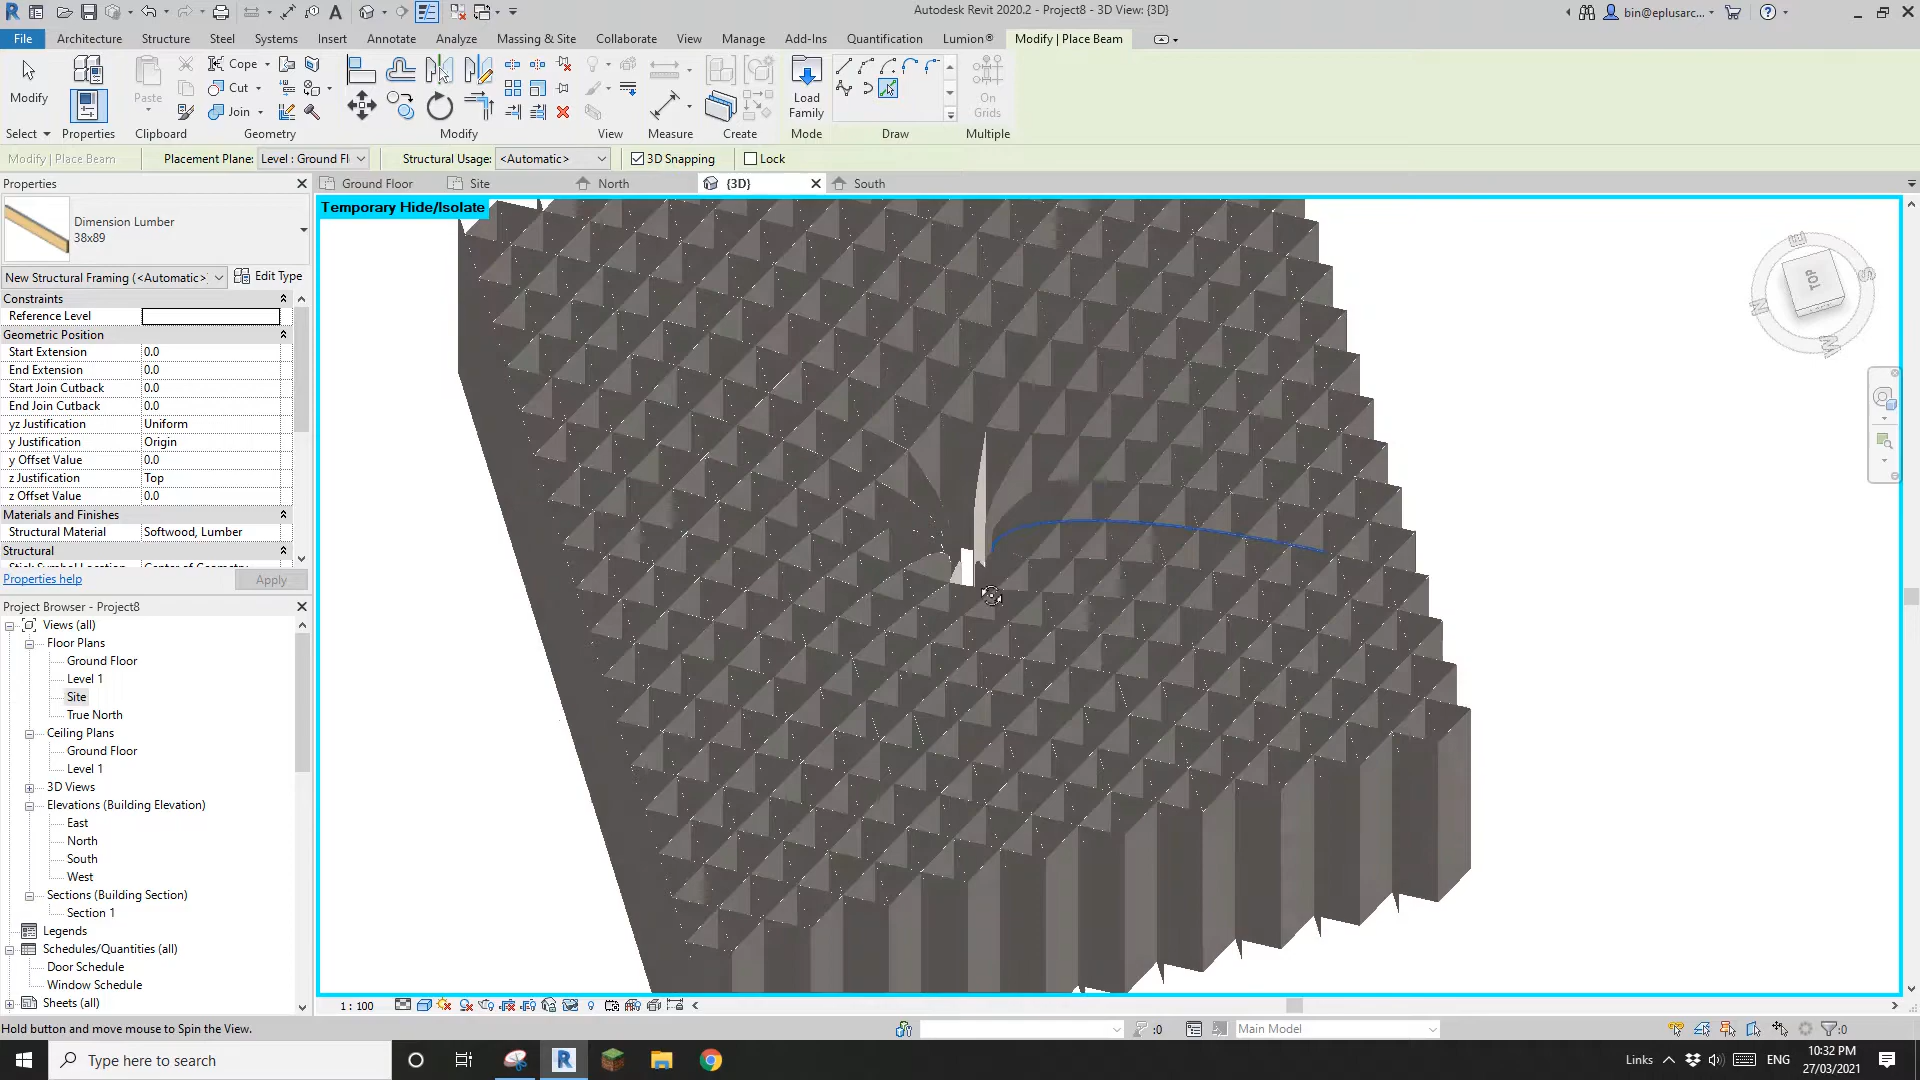 Autodesk Revit 2020.2 - Project8 - 3D View: {3D}
bin@eplusarc...
File Architecture Structure Steel Systems Insert Annotate Analyze Massing & Site Collaborate View Manage Add-Ins Quantification Lumion® Modify | Place Beam
Modify
Paste
Cope
Cut
Join
Load Family
On Grids
Select Properties Clipboard Geometry Modify View Measure Create Mode Draw Multiple
Modify | Place Beam Placement Plane: Level : Ground Fl Structural Usage: <Automatic> 3D Snapping Lock
Properties
Ground Floor Site North {3D} South
Temporary Hide/Isolate
Dimension Lumber
38x89
New Structural Framing (<Automatic> Edit Type
Constraints
Reference Level
Geometric Position
Start Extension 0.0
End Extension 0.0
Start Join Cutback 0.0
End Join Cutback 0.0
yz Justification Uniform
y Justification Origin
y Offset Value 0.0
z Justification Top
z Offset Value 0.0
Materials and Finishes
Structural Material Softwood, Lumber
Structural
Properties help Apply
Project Browser - Project8
Views (all)
Floor Plans
Ground Floor
Level 1
Site
True North
Ceiling Plans
Ground Floor
Level 1
3D Views
Elevations (Building Elevation)
East
North
South
West
Sections (Building Section)
Section 1
Legends
Schedules/Quantities (all)
Door Schedule
Window Schedule
Sheets (all)
TOP
E
S
N
W
1 : 100
Hold button and move mouse to Spin the View.
:0 Main Model :0
Type here to search
Links ENG
10:32 PM
27/03/2021